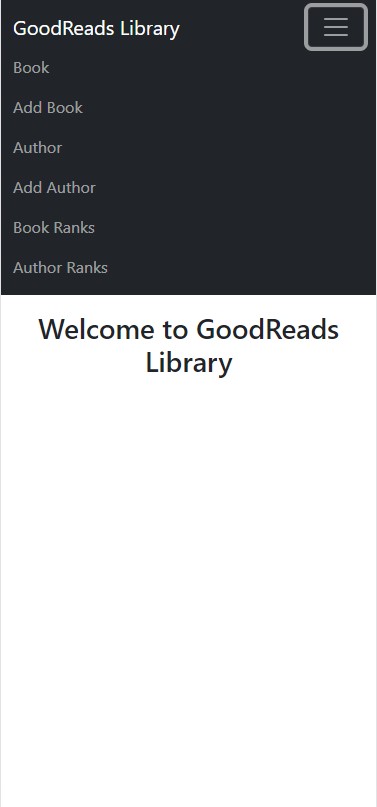 GoodReads Library
Book
Add Book
Author
Add Author
Book Ranks
Author Ranks
Welcome to GoodReads
Library